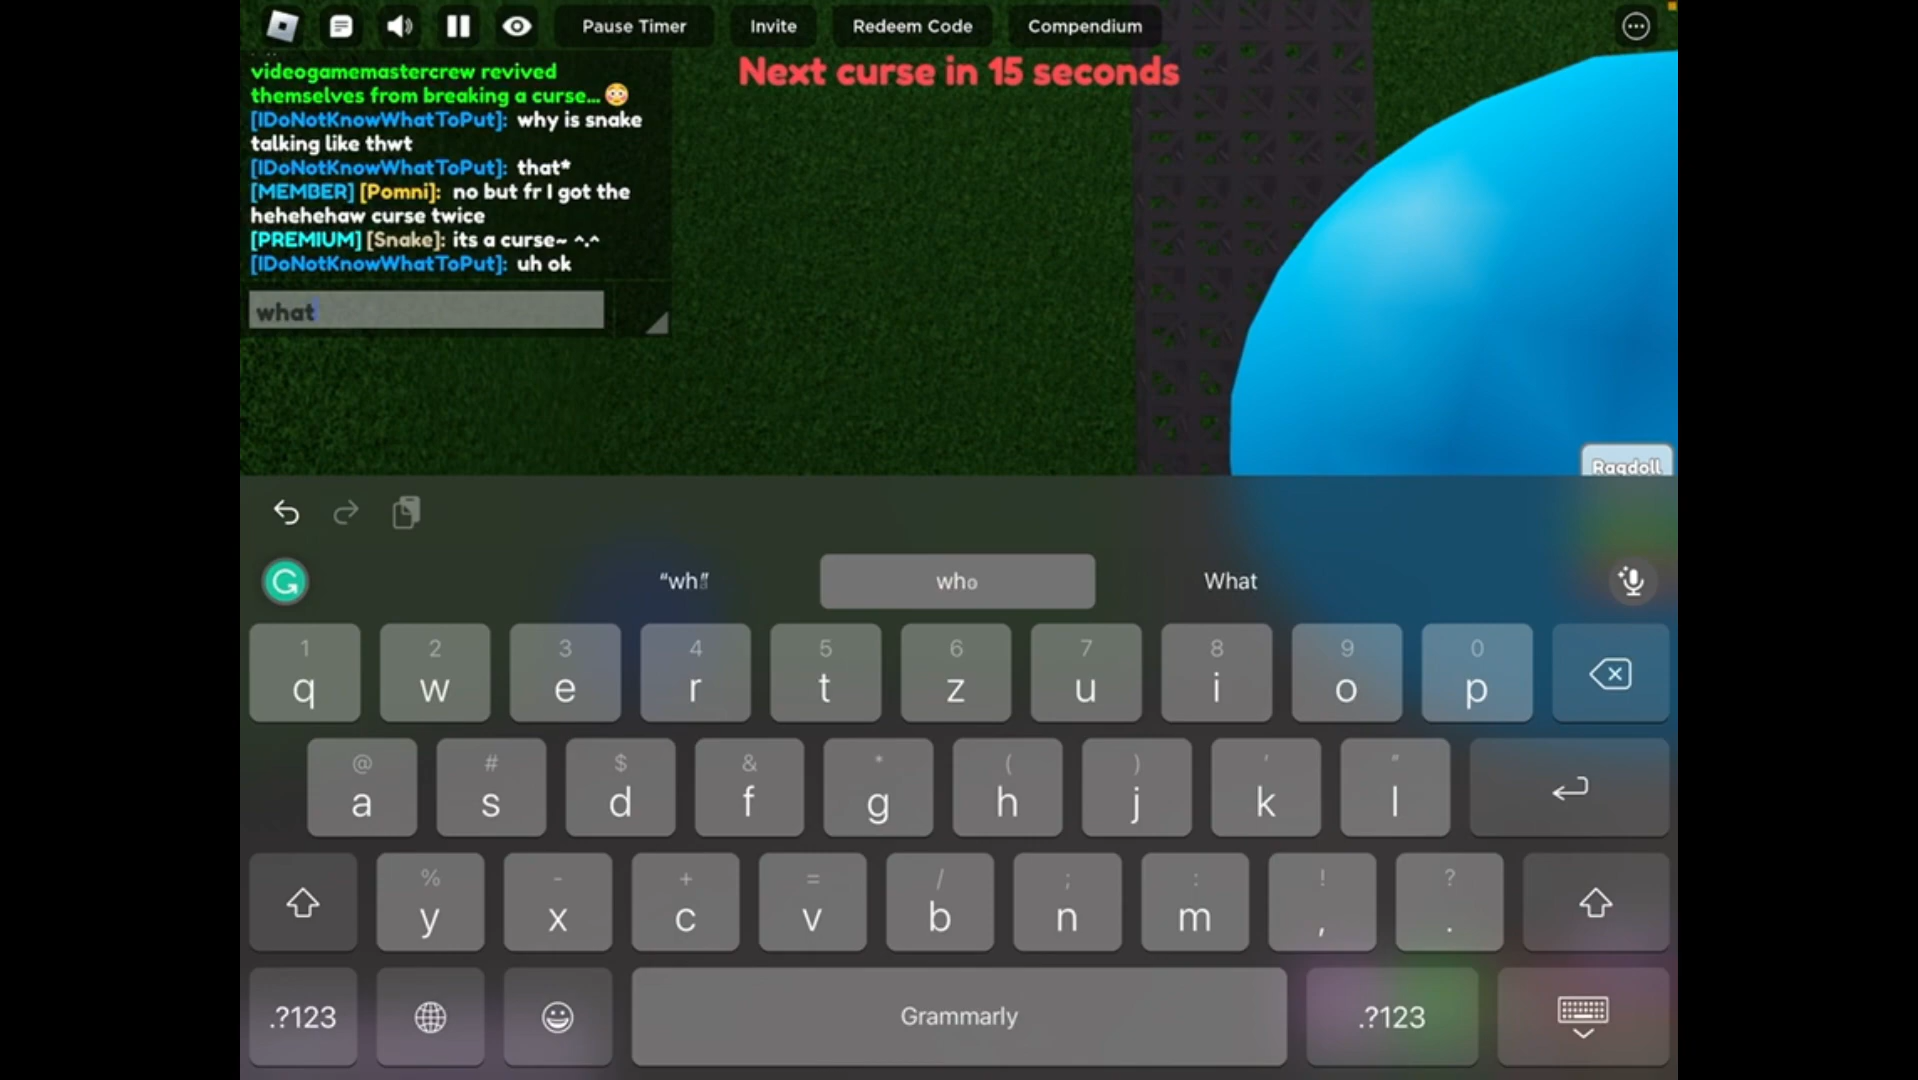 Pause Timer
Invite
Redeem Code
Compendium
Next curse in 15 seconds
videogamemastercrew revived
themselves from breaking a curse...😳
[IDoNotKnowWhatToPut]: why is snake
talking like thwt
[IDoNotKnowWhatToPut]: that*
[MEMBER] [Pomni]: no but fr I got the
hehehehaw curse twice
[PREMIUM] [Snake]: its a curse~ ^.^
[IDoNotKnowWhatToPut]: uh ok
what
Ragdoll
who
What
1 2 3 4 5 6 7 8 9 0
q w e r t z u i o p
@ # $ & * ( ) ' "
a s d f g h j k l
% - + = / ; : ! ?
y x c v b n m , .
.?123
Grammarly
.?123